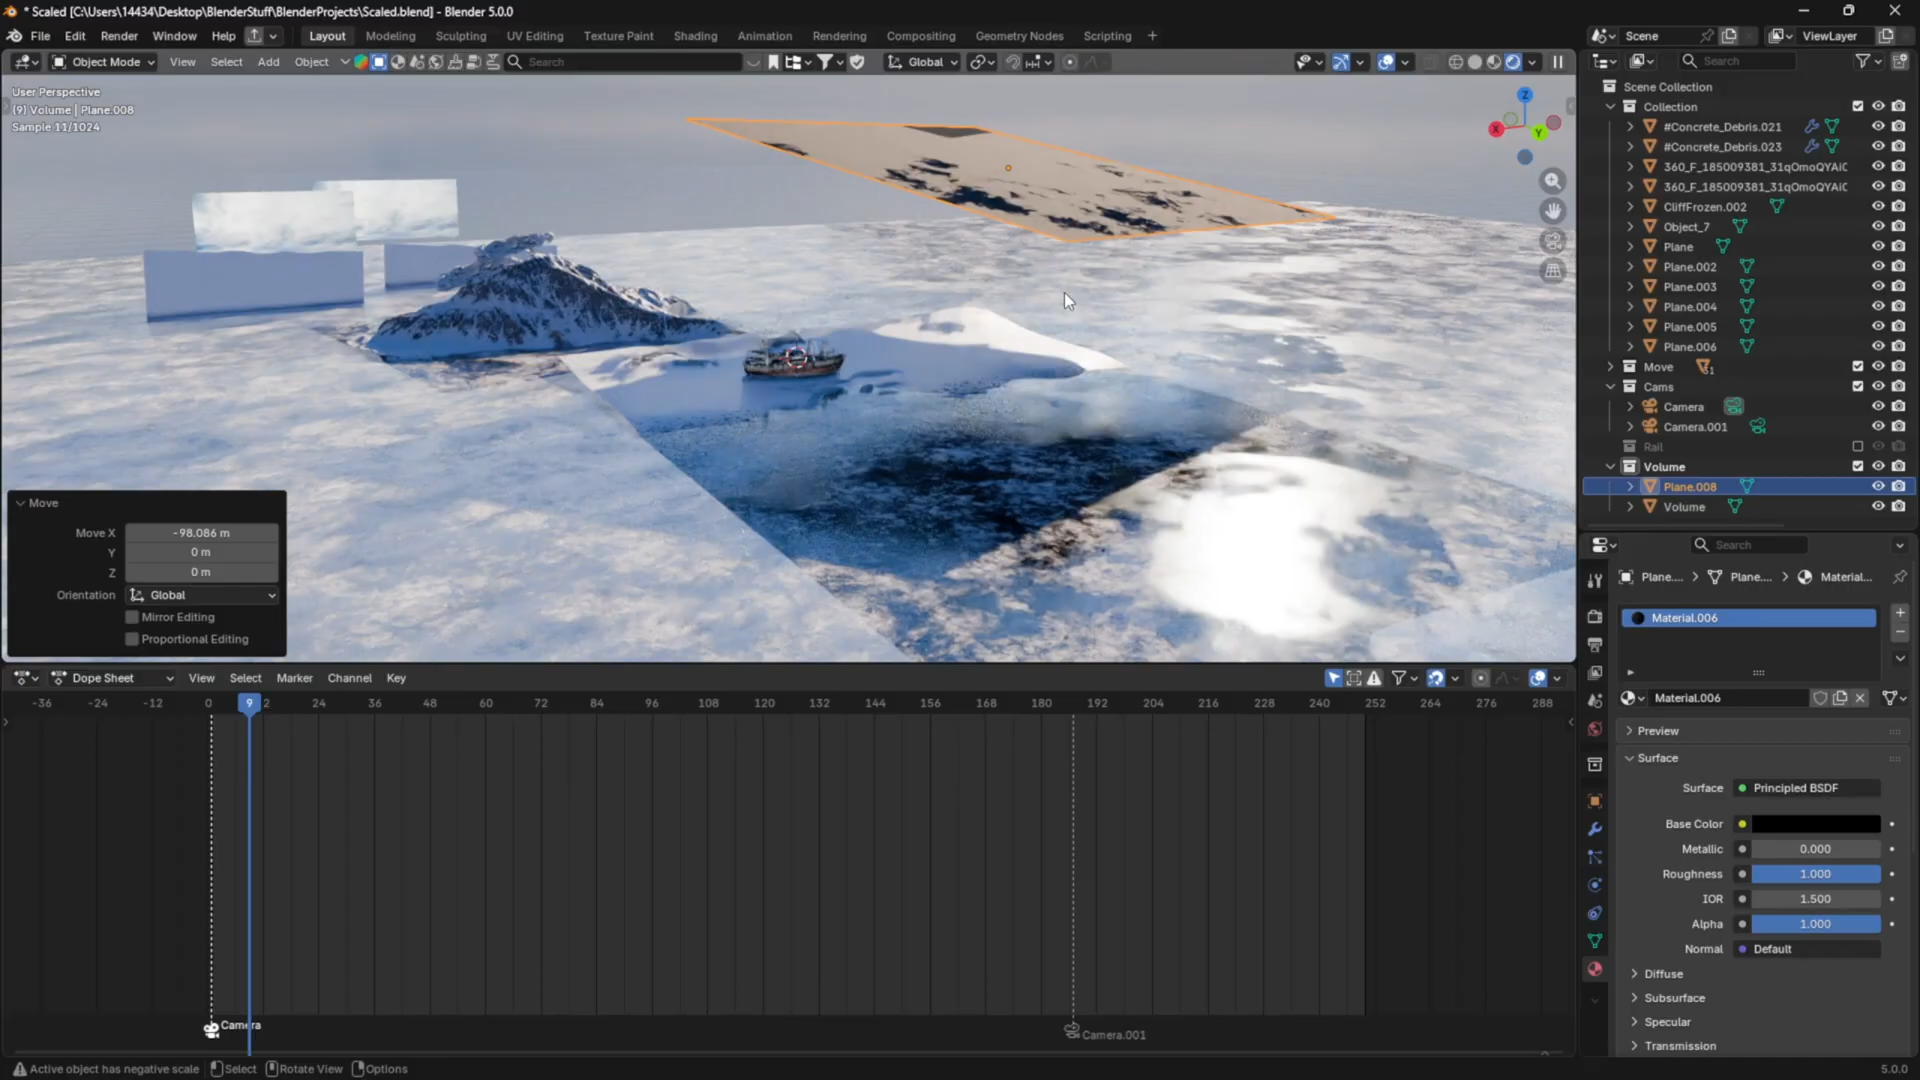 * Scaled [C:\Users\14434\Desktop\BlenderStuff\BlenderProjects\Scaled.blend] - Blender 5.0.0
File Edit Render Window Help Layout Modeling Sculpting UV Editing Texture Paint Shading Animation Rendering Compositing Geometry Nodes Scripting + Scene ViewLayer
Object Mode View Select Add Object Search Global Search
User Perspective
(9) Volume | Plane.008
Sample 11/1024
Z
X
Y
Scene Collection
Collection
#Concrete_Debris.021
#Concrete_Debris.023
360_F_185009381_31qOmoQYAiC
360_F_185009381_31qOmoQYAiC
CliffFrozen.002
Object_7
Plane
Plane.002
Plane.003
Plane.004
Plane.005
Plane.006
Move
Cams
Camera
Camera.001
Rail
Volume
Plane.008
Volume
Move
Move X -98.086 m
Y 0 m
Z 0 m
Orientation Global
Mirror Editing
Proportional Editing
Search
Plane.... > Plane.... > Material...
Material.006
Material.006
Preview
Surface
Surface Principled BSDF
Base Color
Metallic 0.000
Roughness 1.000
IOR 1.500
Alpha 1.000
Normal Default
Diffuse
Subsurface
Specular
Transmission
Dope Sheet View Select Marker Channel Key
-36 -24 -12 0 9 2 24 36 48 60 72 84 96 108 120 132 144 156 168 180 192 204 216 228 240 252 264 276 288
Camera
Camera.001
Active object has negative scale Select Rotate View Options 5.0.0